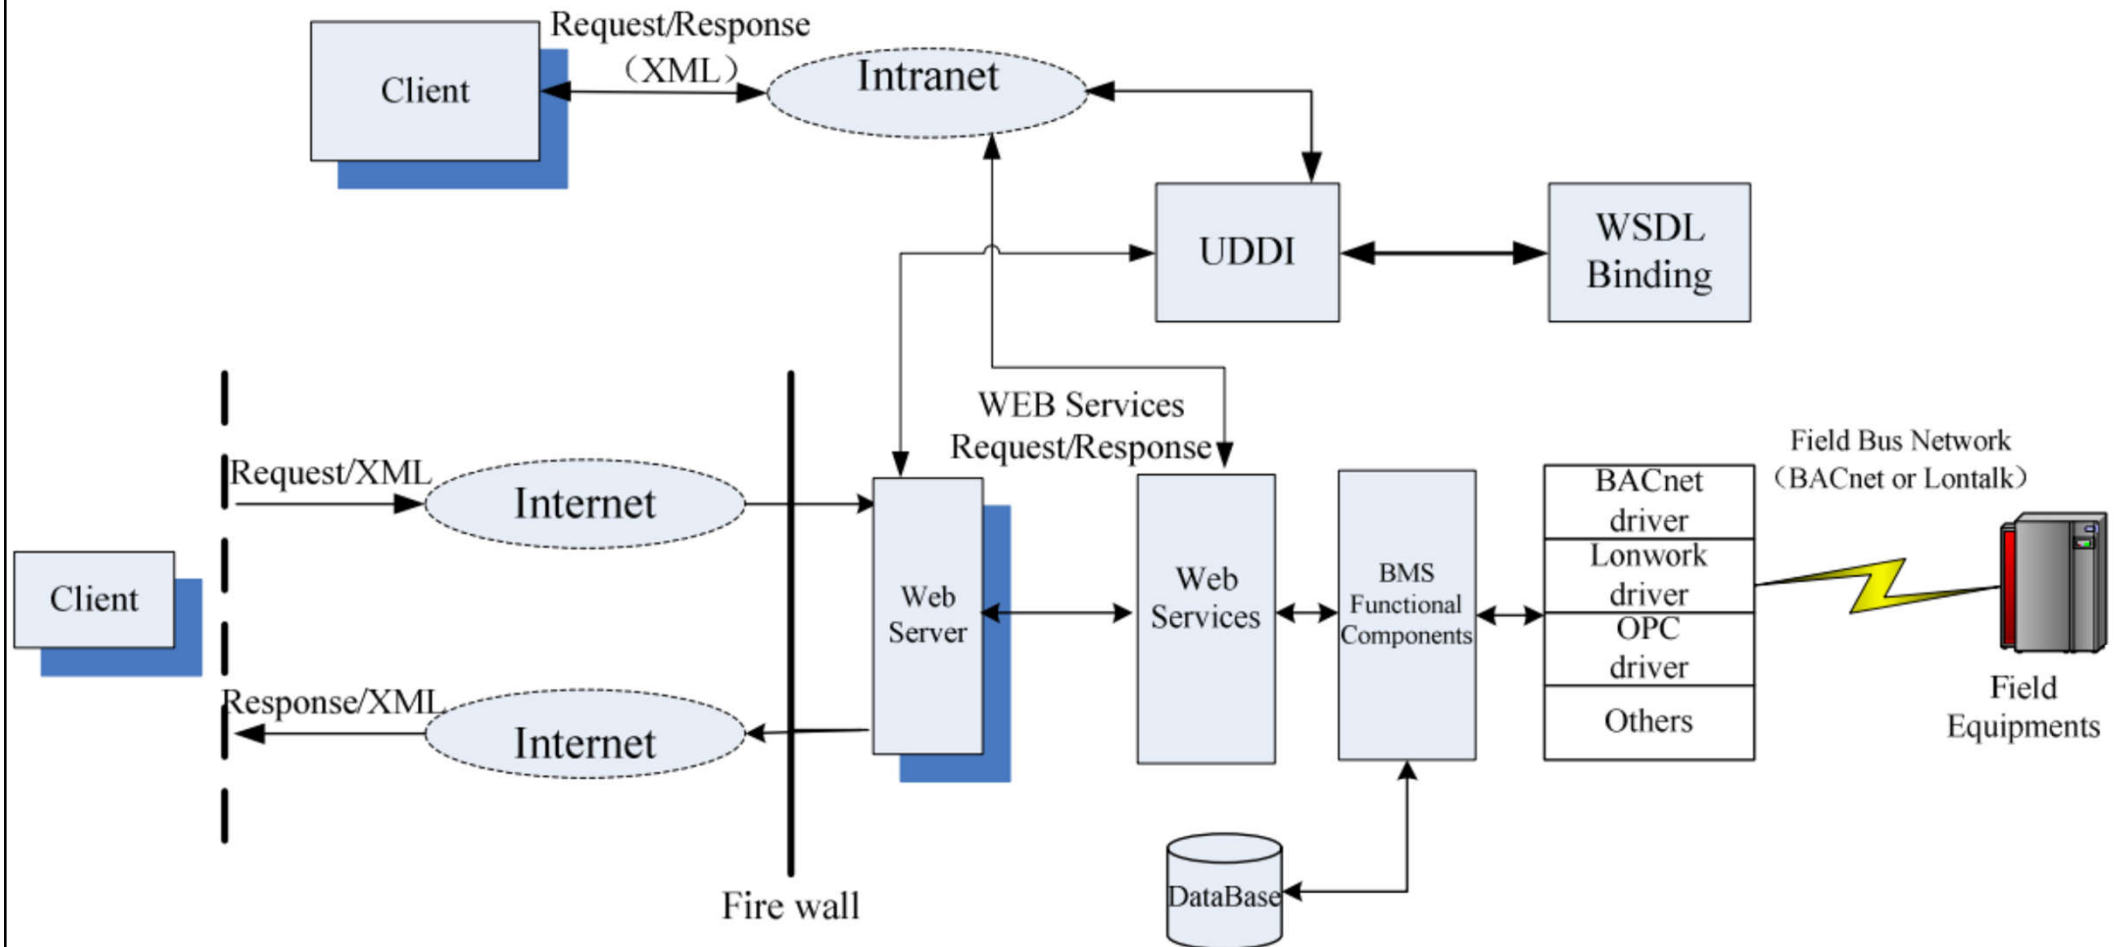 Request/Response
（XML）
Client
Intranet
UDDI
WSDL
Binding
WEB Services
Request/Response
Request/XML
Internet
Client
Response/XML
Internet
Fire wall
Web
Server
Web
Services
BMS
Functional
Components
DataBase
BACnet
driver
Lonwork
driver
OPC
driver
Others
Field Bus Network
（BACnet or Lontalk）
Field
Equipments